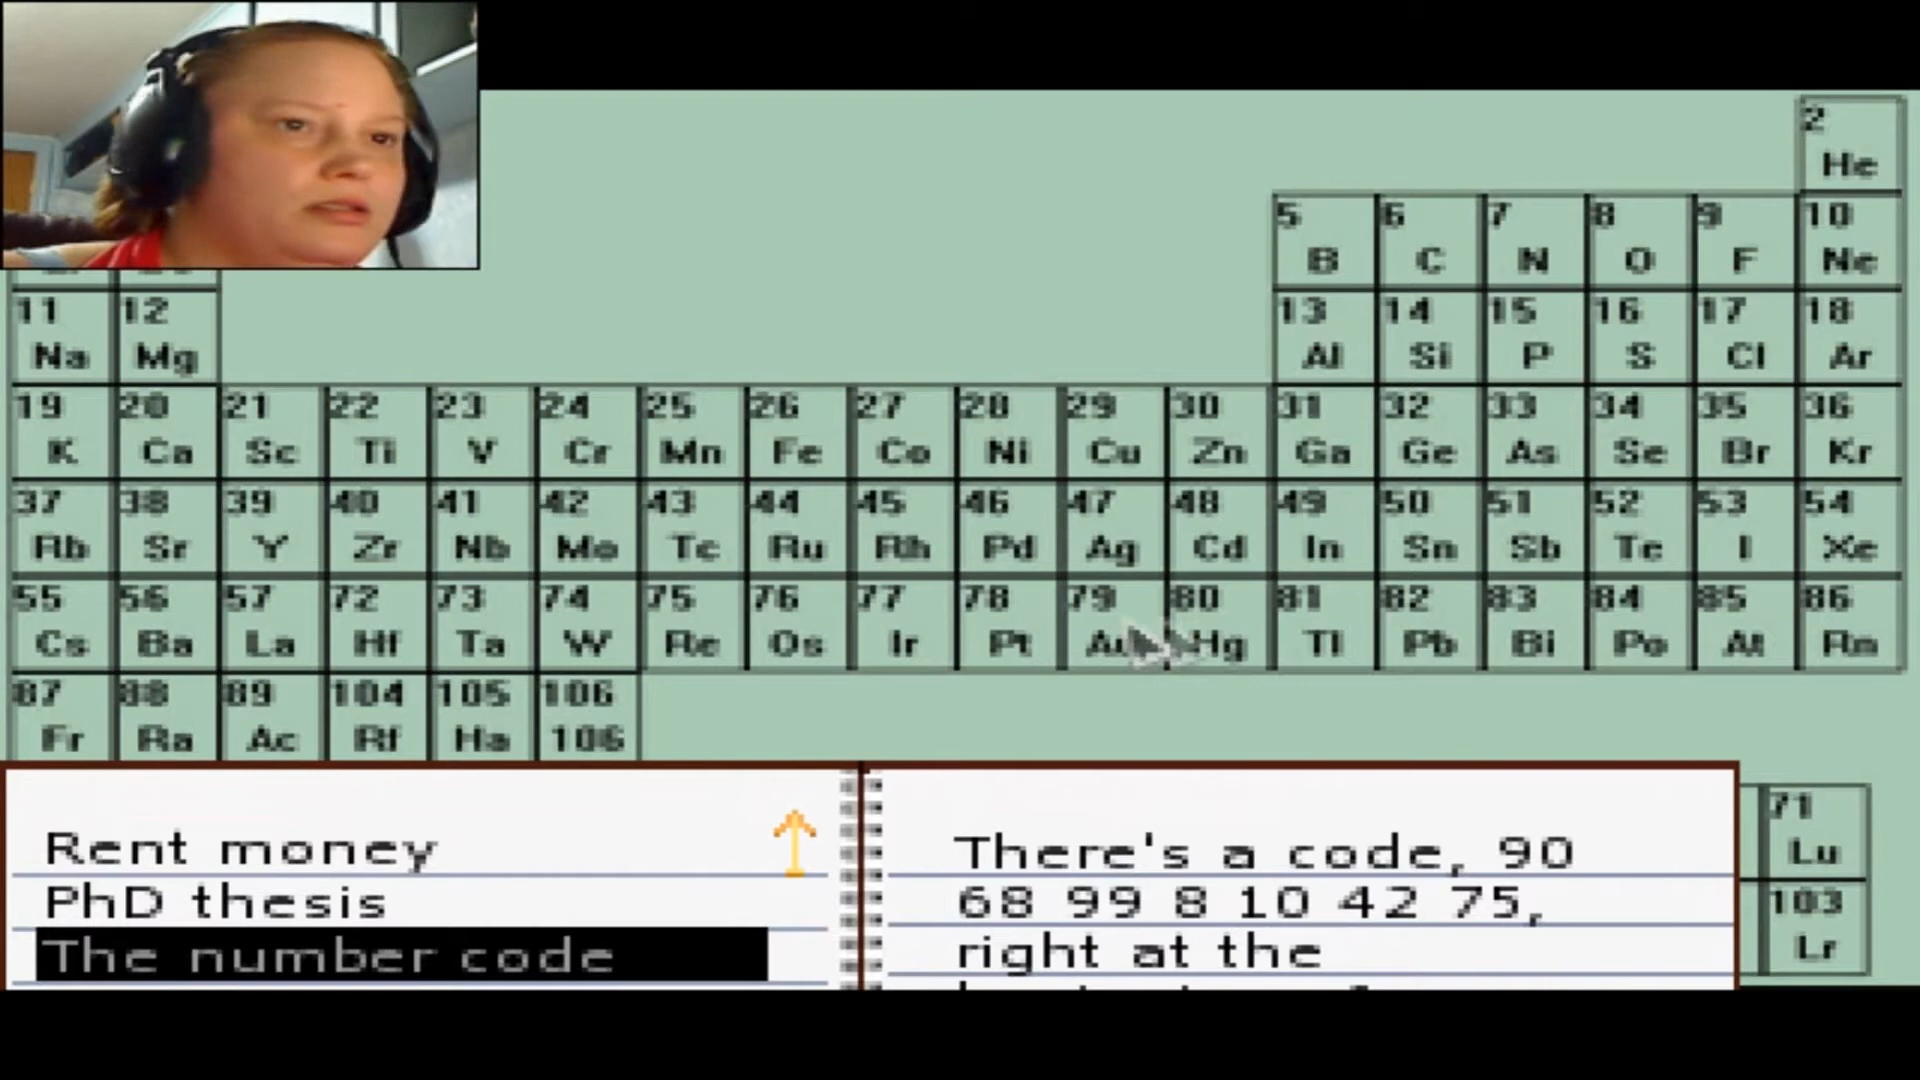 2
He
5 6 7 8 9 10
B C N O F Ne
11 12 13 14 15 16 17 18
Na Mg Al Si P S Cl Ar
19 20 21 22 23 24 25 26 27 28 29 30 31 32 33 34 35 36
K Ca Sc Ti V Cr Mn Fe Co Ni Cu Zn Ga Ge As Se Br Kr
37 38 39 40 41 42 43 44 45 46 47 48 49 50 51 52 53 54
Rb Sr Y Zr Nb Mo Tc Ru Rh Pd Ag Cd In Sn Sb Te I Xe
55 56 57 72 73 74 75 76 77 78 79 80 81 82 83 84 85 86
Cs Ba La Hf Ta W Re Os Ir Pt Au Hg Tl Pb Bi Po At Rn
87 88 89 104 105 106
Fr Ra Ac Rf Ha 106
71
Lu
103
Lr
Rent money
PhD thesis
The number code
There's a code, 90
68 99 8 10 42 75,
right at the